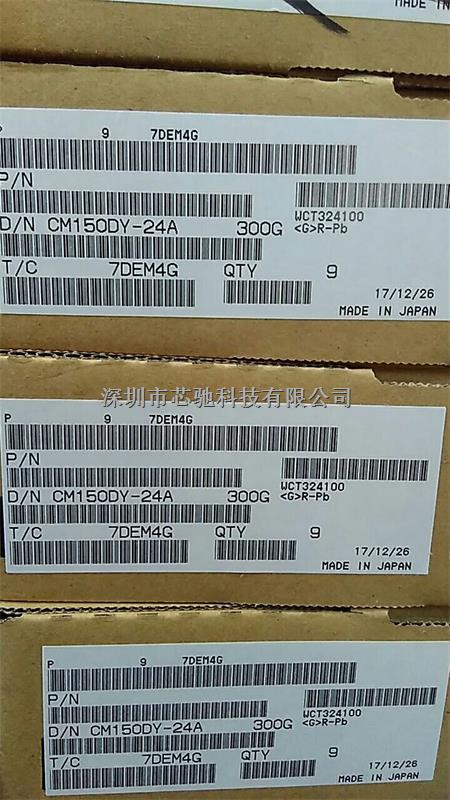 MADE IN
P 9 7DEM4G
P/N
WCT324100
D/N CM150DY-24A 300G <G>R-Pb
T/C 7DEM4G QTY 9
17/12/26
MADE IN JAPAN
深圳市芯驰科技有限公司
P 9 7DEM4G
P/N
WCT324100
D/N CM150DY-24A 300G <G>R-Pb
T/C 7DEM4G QTY 9
17/12/26
MADE IN JAPAN
P 9 7DEM4G
P/N
WCT324100
D/N CM150DY-24A 300G <G>R-Pb
T/C 7DEM4G QTY 9
17/12/26
MADE IN JAPAN